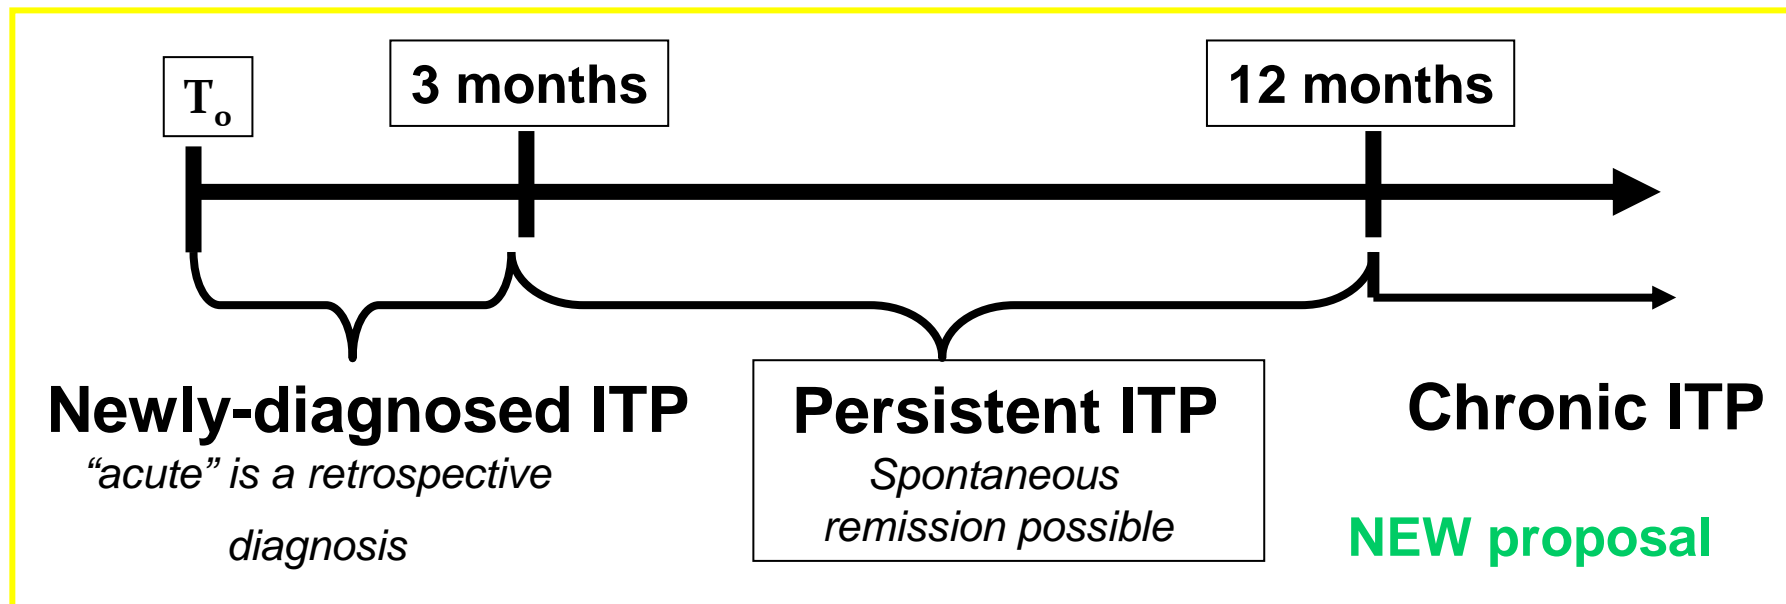 T₀
3 months
12 months
Newly-diagnosed ITP
“acute” is a retrospective
diagnosis
Persistent ITP
Spontaneous
remission possible
Chronic ITP
NEW proposal